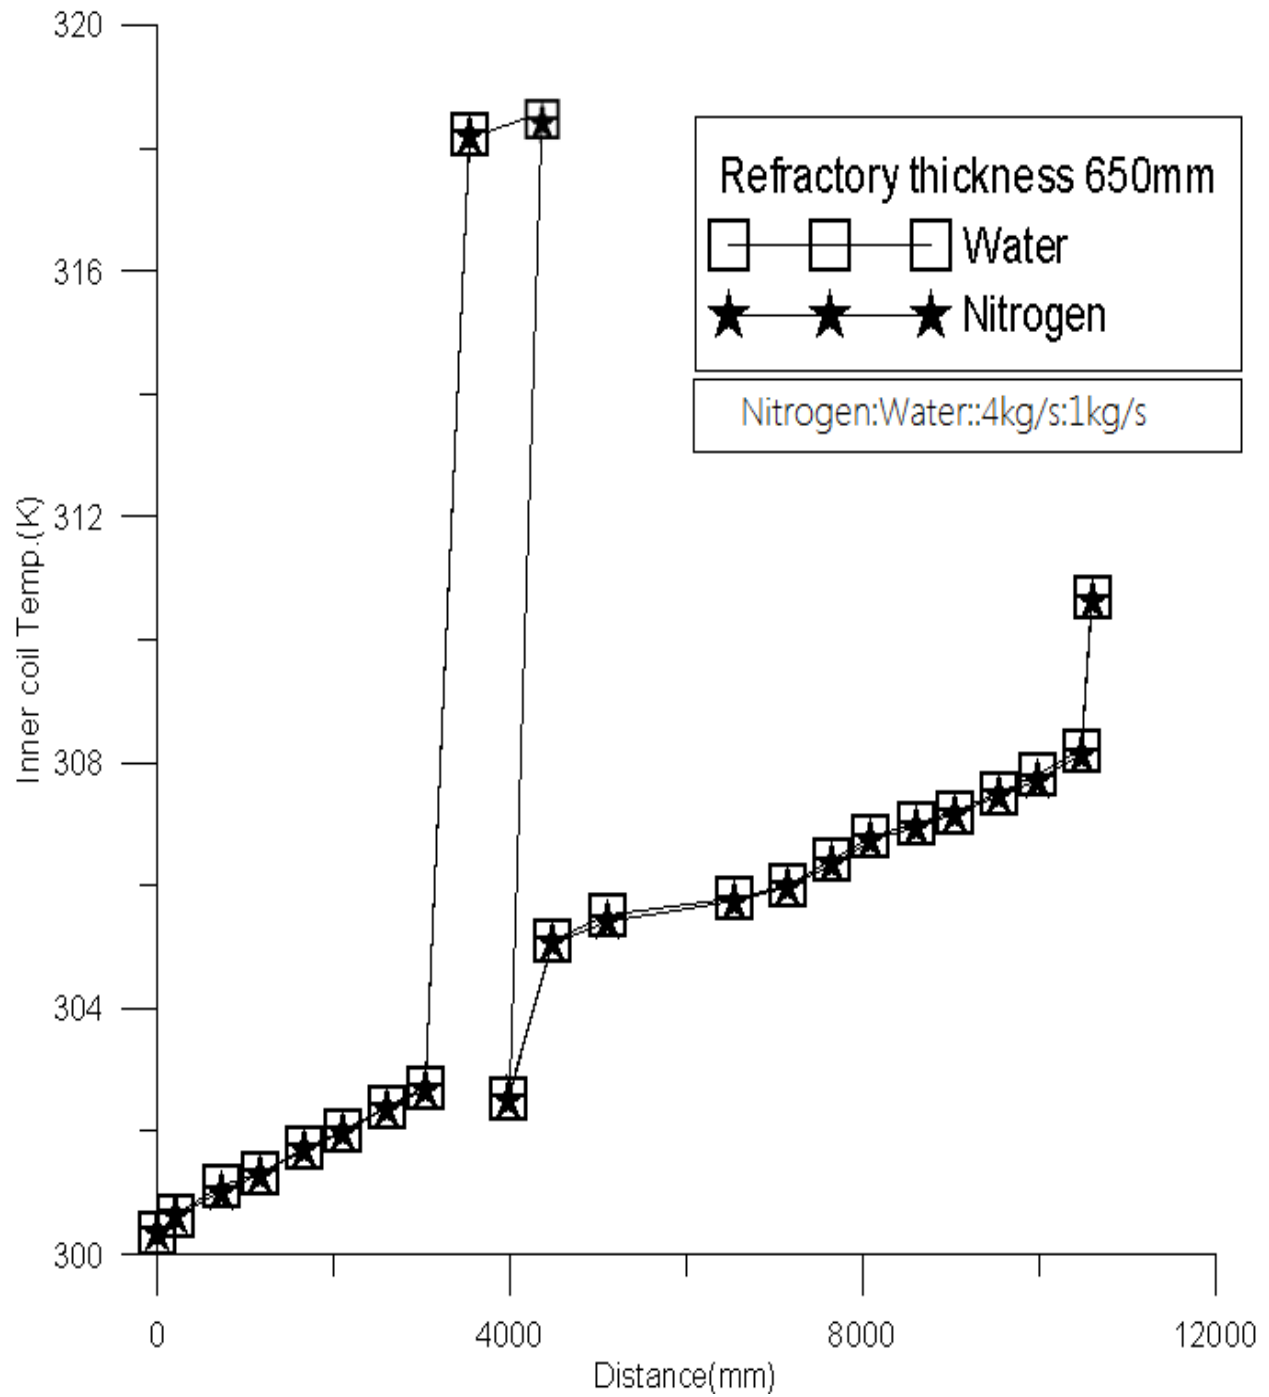 320
316
312
308
304
300
Inner coil Temp.(K)
Refractory thickness 650mm
Water
Nitrogen
Nitrogen:Water::4kg/s:1kg/s
0 4000 8000 12000
Distance(mm)